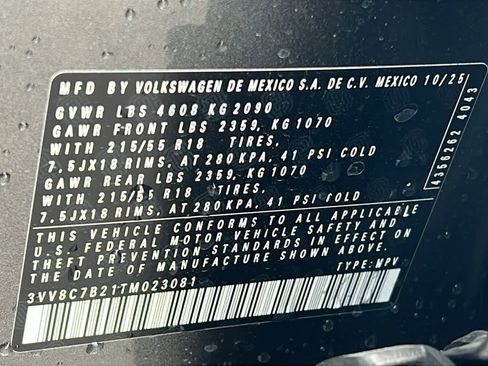 MFD BY VOLKSWAGEN DE MEXICO S.A. DE C.V. MEXICO 10/25
GVWR LBS 4608 KG 2090
GAWR FRONT LBS 2359, KG 1070
WITH 215/55 R18 TIRES,
7,5JX18 RIMS, AT 280 KPA, 41 PSI COLD
GAWR REAR LBS 2359, KG 1070
WITH 215/55 R18 TIRES,
7,5JX18 RIMS, AT 280 KPA, 41 PSI COLD
THIS VEHICLE CONFORMS TO ALL APPLICABLE
U.S. FEDERAL MOTOR VEHICLE SAFETY AND
THEFT PREVENTION STANDARDS IN EFFECT ON
THE DATE OF MANUFACTURE SHOWN ABOVE.
3VV8C7B21TM023081 TYPE: MPV
4356262 4043